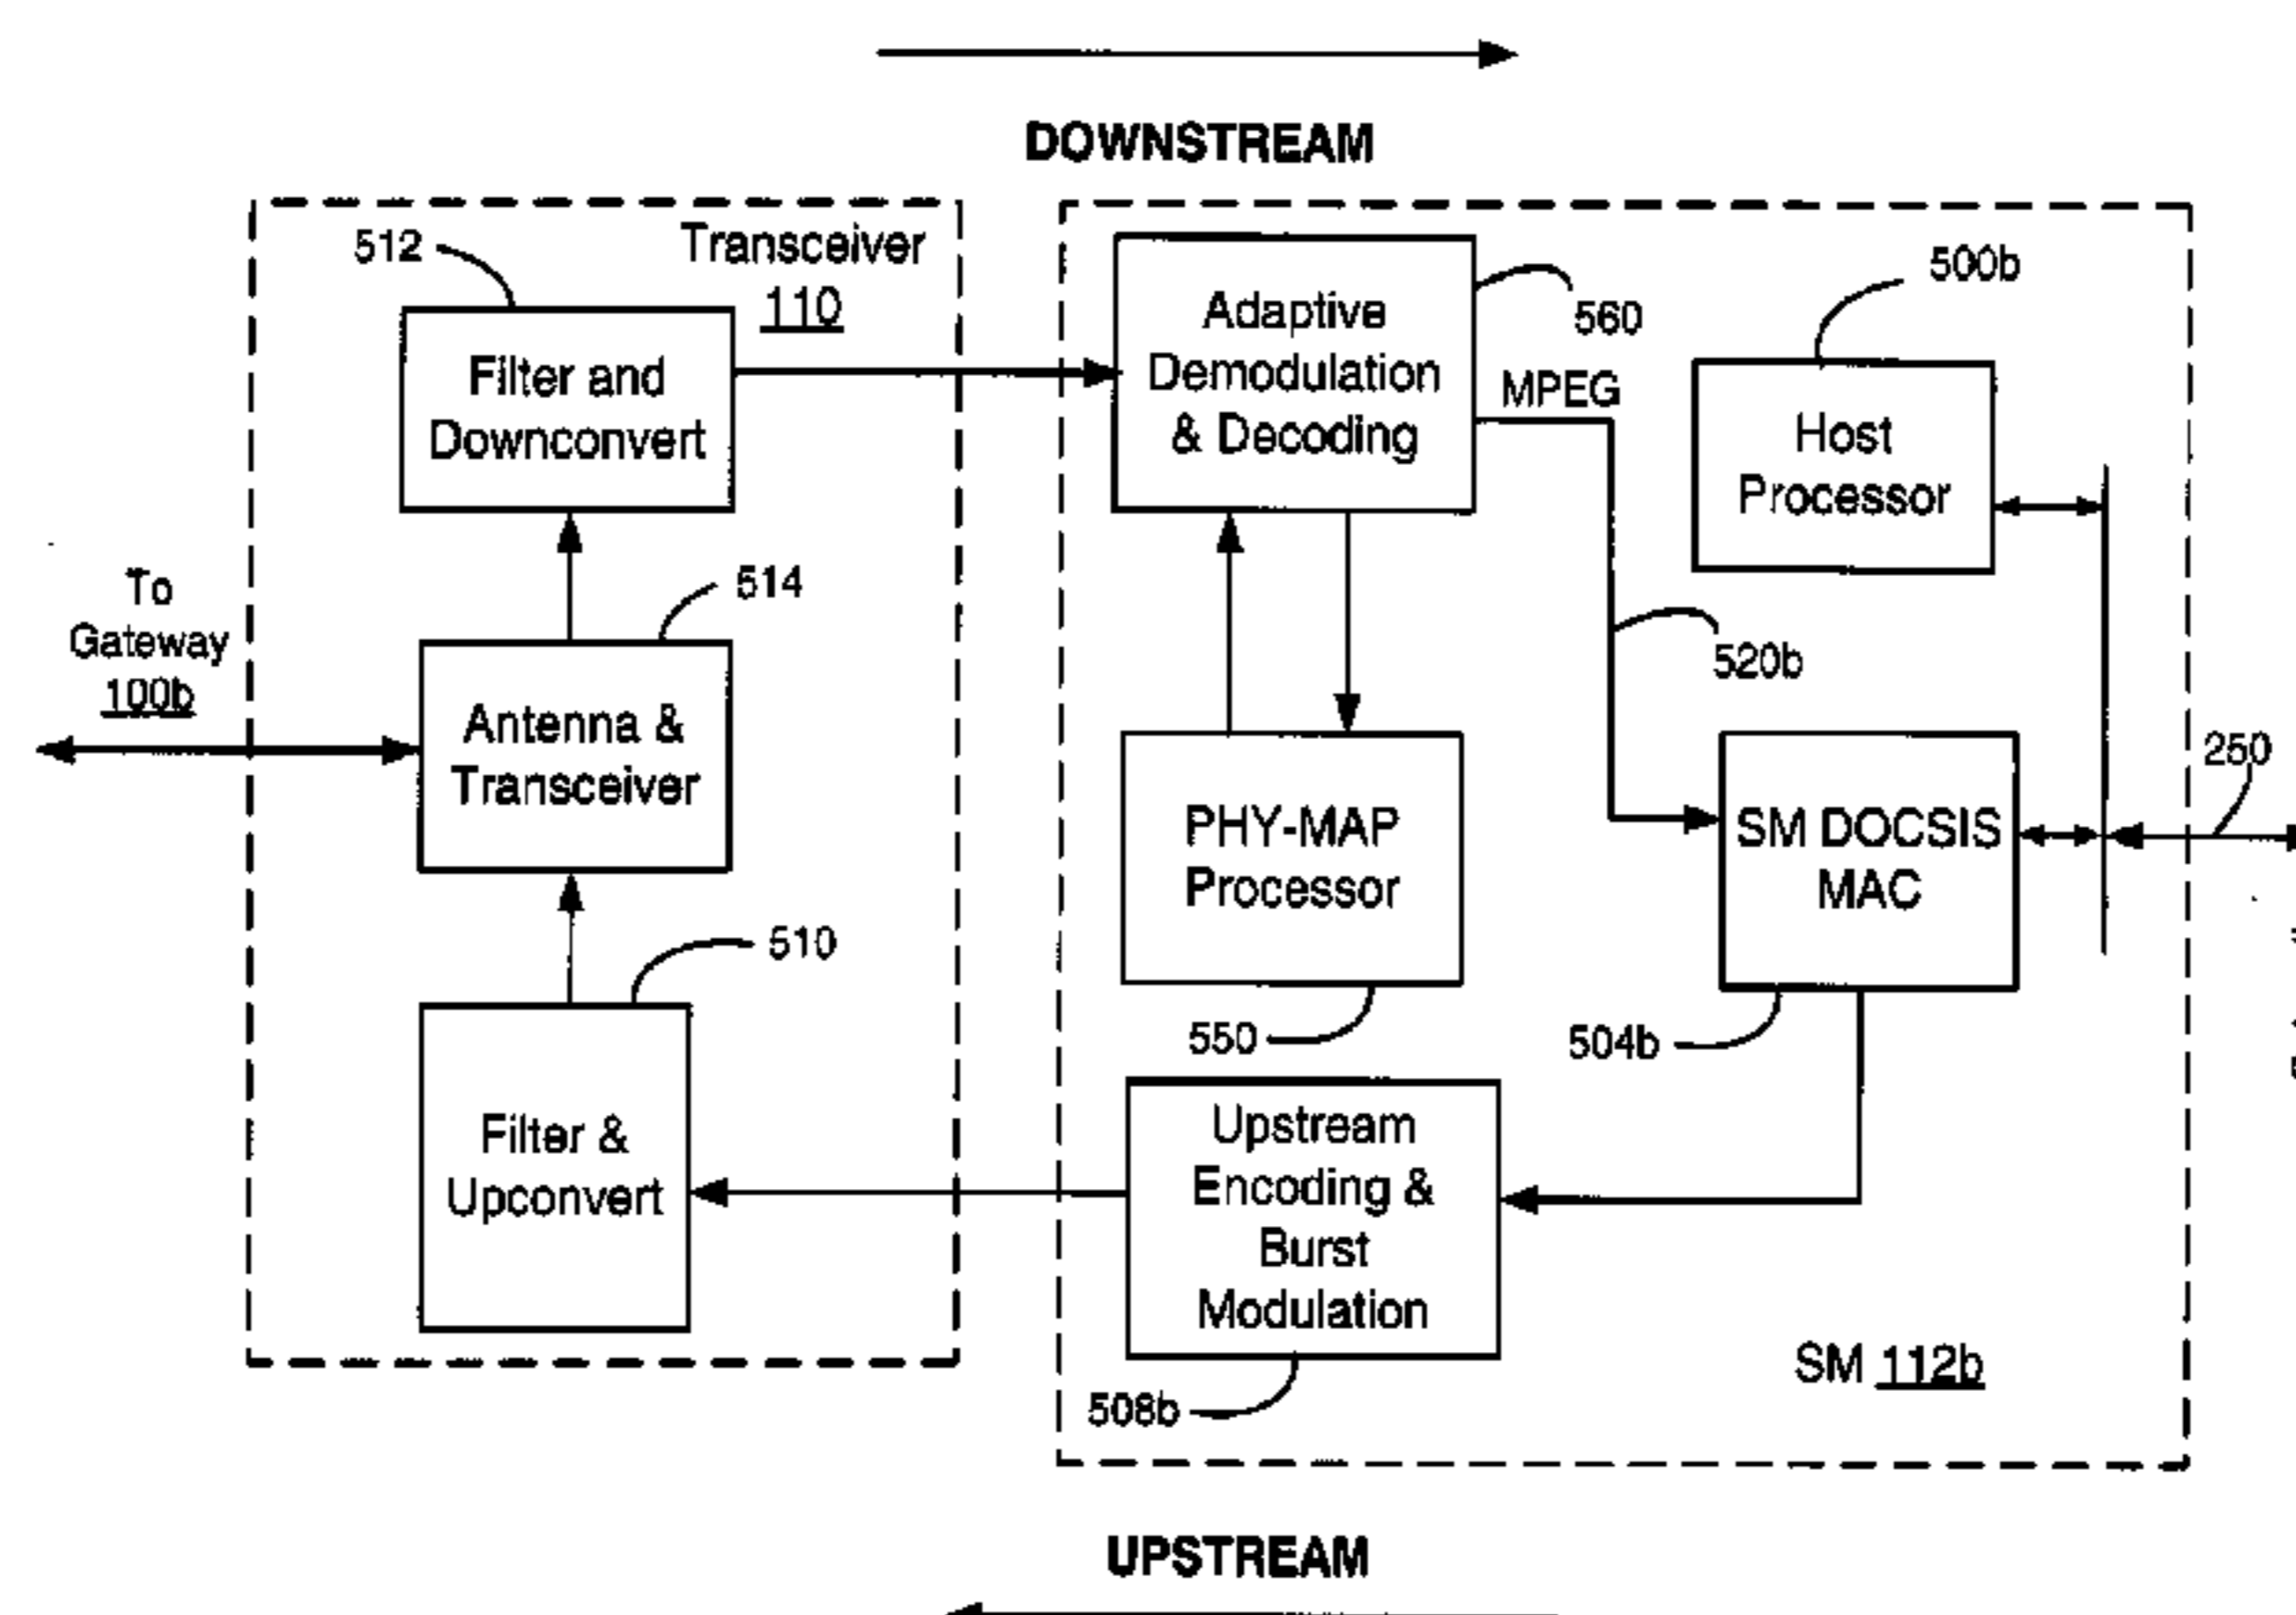 DOWNSTREAM
Transceiver
110
512
Filter and
Downconvert
To
Gateway
100b
514
Antenna &
Transceiver
510
Filter &
Upconvert
Adaptive
Demodulation
& Decoding
560
MPEG
500b
Host
Processor
520b
PHY-MAP
Processor
550
SM DOCSIS
MAC
504b
250
Upstream
Encoding &
Burst
Modulation
508b
SM 112b
UPSTREAM